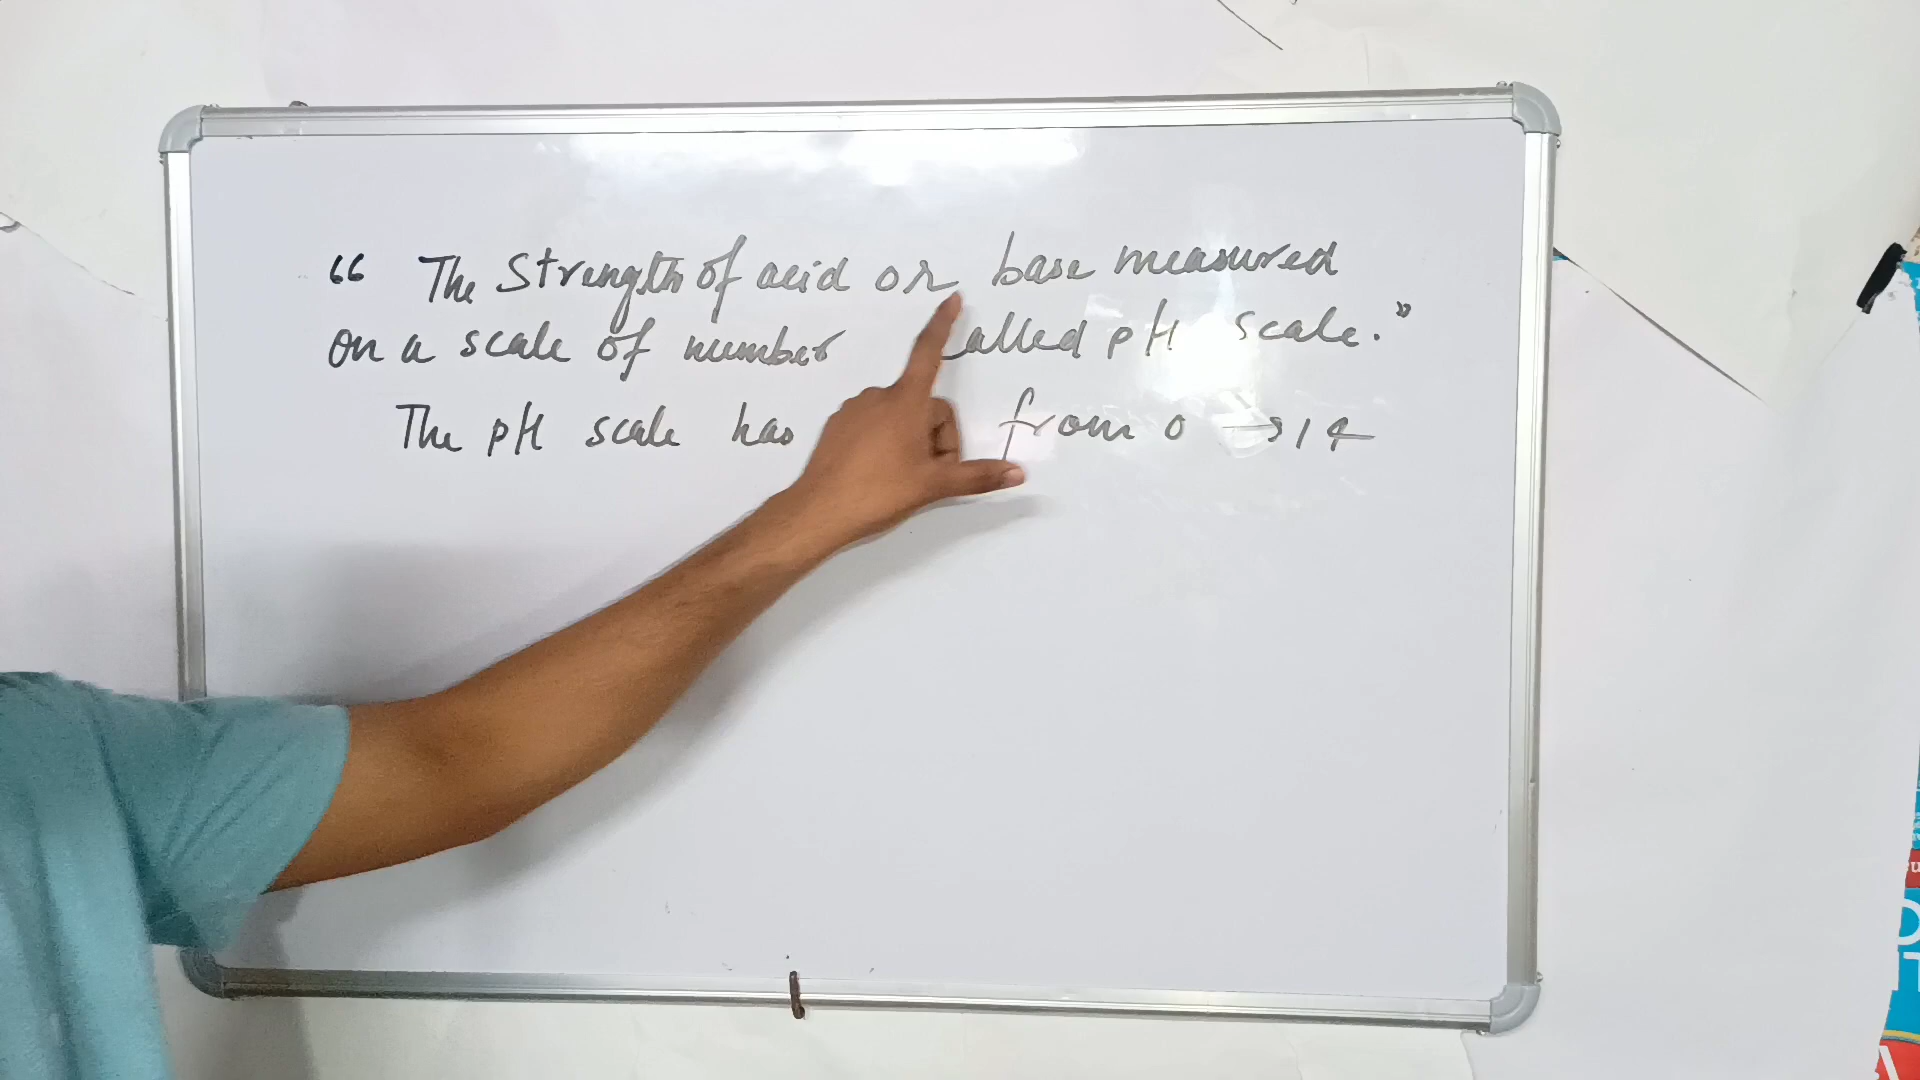 “ The Strength of acid or base measured
on a scale of number called pH scale.”
The pH scale has from 0 → 14